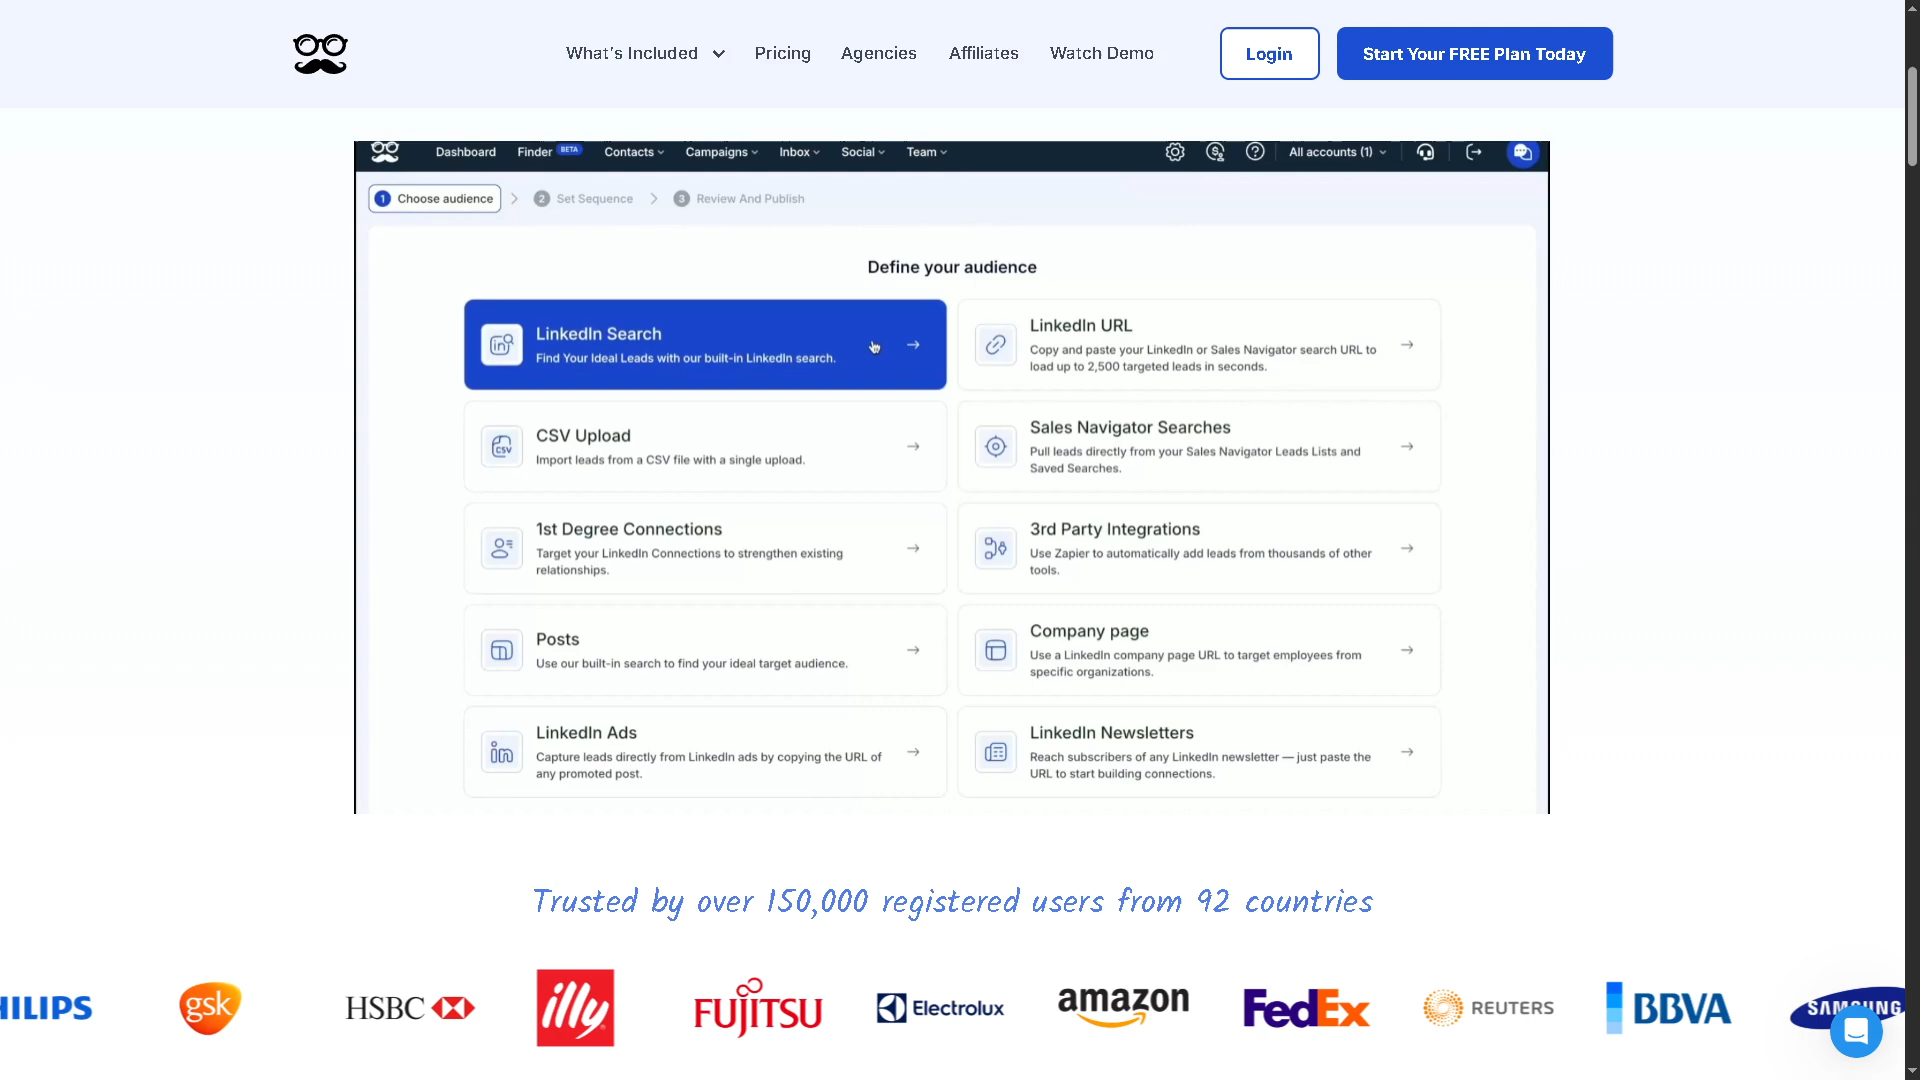 What's Included
Pricing
Agencies
Affiliates
Watch Demo
Login
Start Your FREE Plan Today
Dashboard
Finder BETA
Contacts
Campaigns
Inbox
Social
Team
All accounts (1)
1 Choose audience
2 Set Sequence
3 Review And Publish
Define your audience
LinkedIn Search
Find Your Ideal Leads with our built-in LinkedIn search.
LinkedIn URL
Copy and paste your LinkedIn or Sales Navigator search URL to
load up to 2,500 targeted leads in seconds.
CSV
CSV Upload
Import leads from a CSV file with a single upload.
Sales Navigator Searches
Pull leads directly from your Sales Navigator Leads Lists and
Saved Searches.
1st Degree Connections
Target your LinkedIn Connections to strengthen existing
relationships.
3rd Party Integrations
Use Zapier to automatically add leads from thousands of other
tools.
Posts
Use our built-in search to find your ideal target audience.
Company page
Use a LinkedIn company page URL to target employees from
specific organizations.
in
LinkedIn Ads
Capture leads directly from LinkedIn ads by copying the URL of
any promoted post.
LinkedIn Newsletters
Reach subscribers of any LinkedIn newsletter — just paste the
URL to start building connections.
Trusted by over 150,000 registered users from 92 countries
HILIPS
gsk
HSBC
illy
FUJITSU
Electrolux
amazon
FedEx
REUTERS
BBVA
SAMSUNG